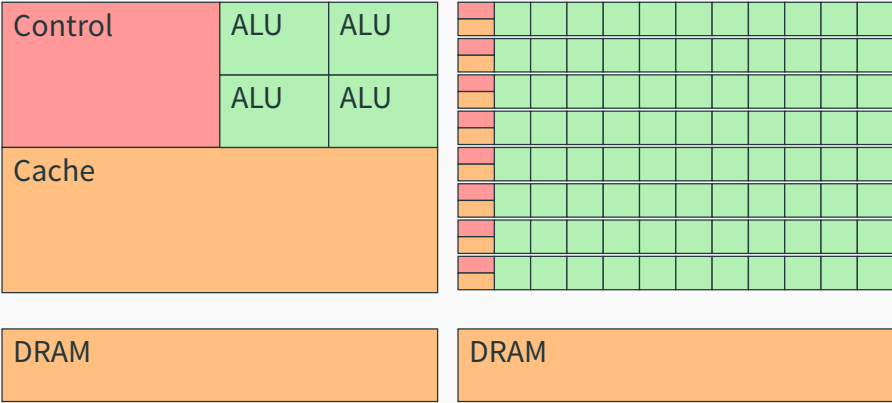 Control
ALU ALU
ALU ALU
Cache
DRAM
DRAM